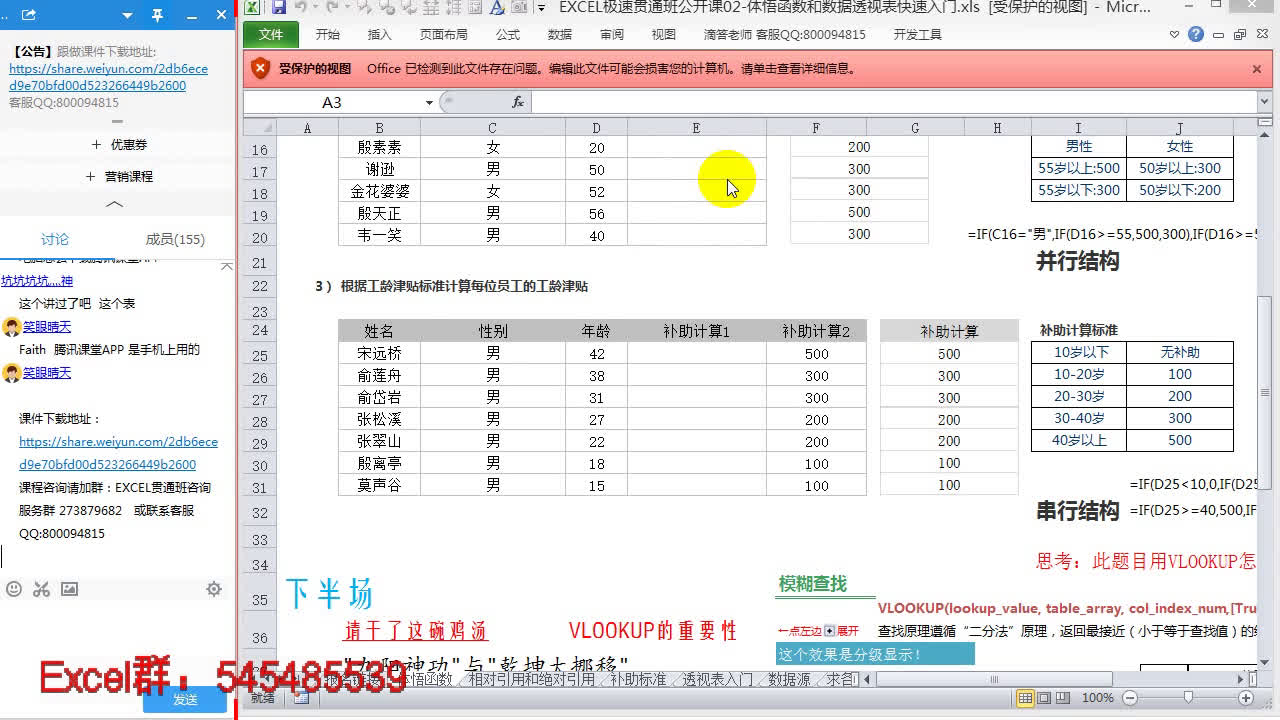 【公告】跟做课件下载地址:
https://share.weiyun.com/2db6ece
d9e70bfd00d523266449b2600
客服QQ:800094815
+ 优惠券
+ 营销课程
讨论 成员(155)
坑坑坑坑....神
这个讲过了吧 这个表
笑眼晴天
Faith 腾讯课堂APP 是手机上用的
笑眼晴天
课件下载地址:
https://share.weiyun.com/2db6ece
d9e70bfd00d523266449b2600
课程咨询请加群:EXCEL贯通班咨询
服务群 273879682 或联系客服
QQ:800094815
发送
Excel群:545485539
EXCEL极速贯通班公开课02-体悟函数和数据透视表快速入门.xls [受保护的视图] - Micr...
文件 开始 插入 页面布局 公式 数据 审阅 视图 滴答老师 客服QQ:800094815 开发工具
受保护的视图 Office 已检测到此文件存在问题。编辑此文件可能会损害您的计算机。请单击查看详细信息。
A3 fx
A B C D E F G H I J
16 殷素素 女 20 200 男性 女性
17 谢逊 男 50 300 55岁以上:500 50岁以上:300
18 金花婆婆 女 52 300 55岁以下:300 50岁以下:200
19 殷天正 男 56 500
20 韦一笑 男 40 300 =IF(C16="男",IF(D16>=55,500,300),IF(D16>=5
21 并行结构
22 3) 根据工龄津贴标准计算每位员工的工龄津贴
23
24 姓名 性别 年龄 补助计算1 补助计算2 补助计算 补助计算标准
25 宋远桥 男 42 500 500 10岁以下 无补助
26 俞莲舟 男 38 300 300 10-20岁 100
27 俞岱岩 男 31 300 300 20-30岁 200
28 张松溪 男 27 200 200 30-40岁 300
29 张翠山 男 22 200 200 40岁以上 500
30 殷离亭 男 18 100 100
31 莫声谷 男 15 100 100 =IF(D25<10,0,IF(D25
32 串行结构 =IF(D25>=40,500,IF
33
34 思考:此题目用VLOOKUP怎
35 下半场 模糊查找
VLOOKUP(lookup_value, table_array, col_index_num,[Tru
36 请干了这碗鸡汤 VLOOKUP的重要性 ←点左边+展开 查找原理遵循“二分法”原理,返回最接近(小于等于查找值)的
这个效果是分级显示!
"九阳神功"与"乾坤大挪移"
相对引用和绝对引用 补助标准 透视表入门 数据源 求合
就绪 100%